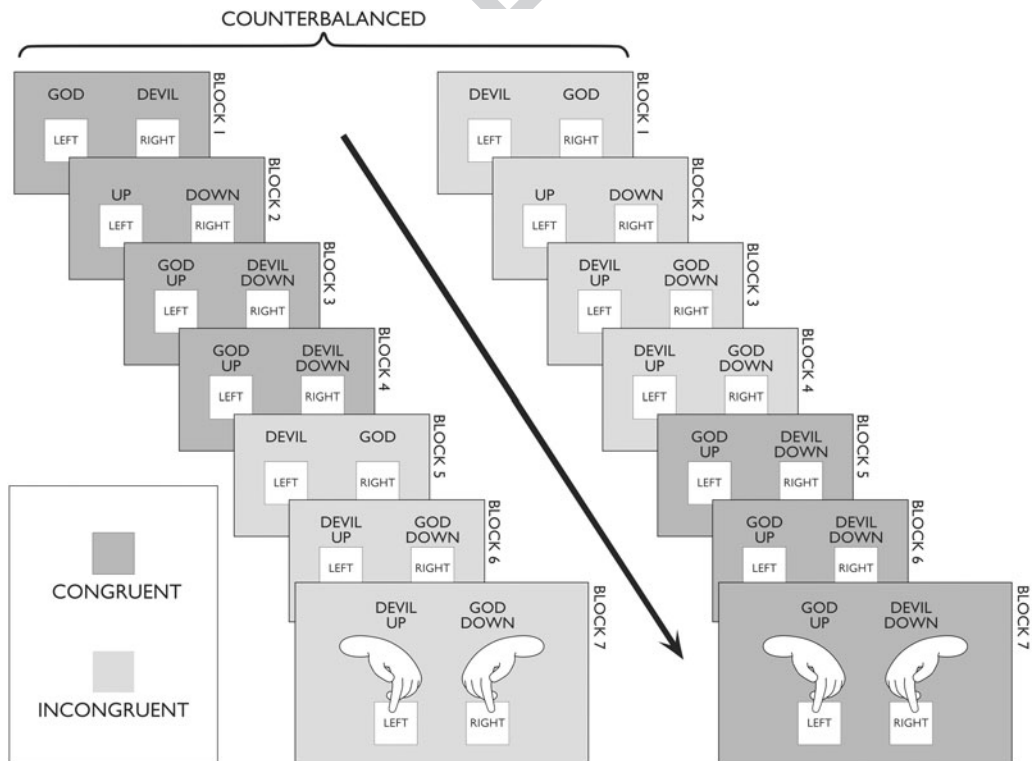 COUNTERBALANCED
GOD DEVIL
LEFT RIGHT
BLOCK 1
UP DOWN
LEFT RIGHT
BLOCK 2
GOD DEVIL
UP DOWN
LEFT RIGHT
BLOCK 3
GOD DEVIL
UP DOWN
LEFT RIGHT
BLOCK 4
DEVIL GOD
LEFT RIGHT
BLOCK 5
DEVIL GOD
UP DOWN
LEFT RIGHT
BLOCK 6
DEVIL GOD
UP DOWN
LEFT RIGHT
BLOCK 7
DEVIL GOD
LEFT RIGHT
BLOCK 1
UP DOWN
LEFT RIGHT
BLOCK 2
DEVIL GOD
UP DOWN
LEFT RIGHT
BLOCK 3
DEVIL GOD
UP DOWN
LEFT RIGHT
BLOCK 4
GOD DEVIL
UP DOWN
LEFT RIGHT
BLOCK 5
GOD DEVIL
UP DOWN
LEFT RIGHT
BLOCK 6
GOD DEVIL
UP DOWN
LEFT RIGHT
BLOCK 7
CONGRUENT
INCONGRUENT